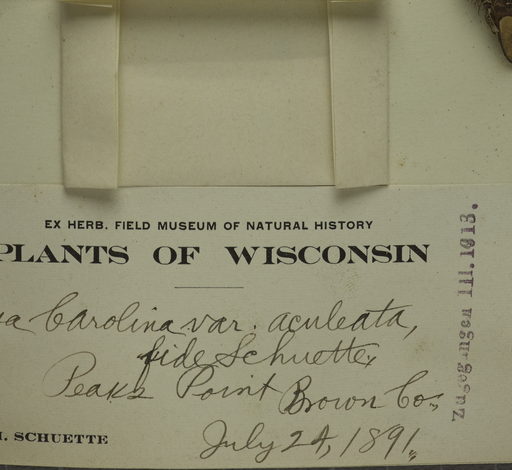 EX HERB. FIELD MUSEUM OF NATURAL HISTORY
PLANTS OF WISCONSIN
Carolina var. aculeata,
fide Schuette,
Peaks Point Brown Co.
July 24, 1891.
SCHUETTE
Zugegangen III.1913.